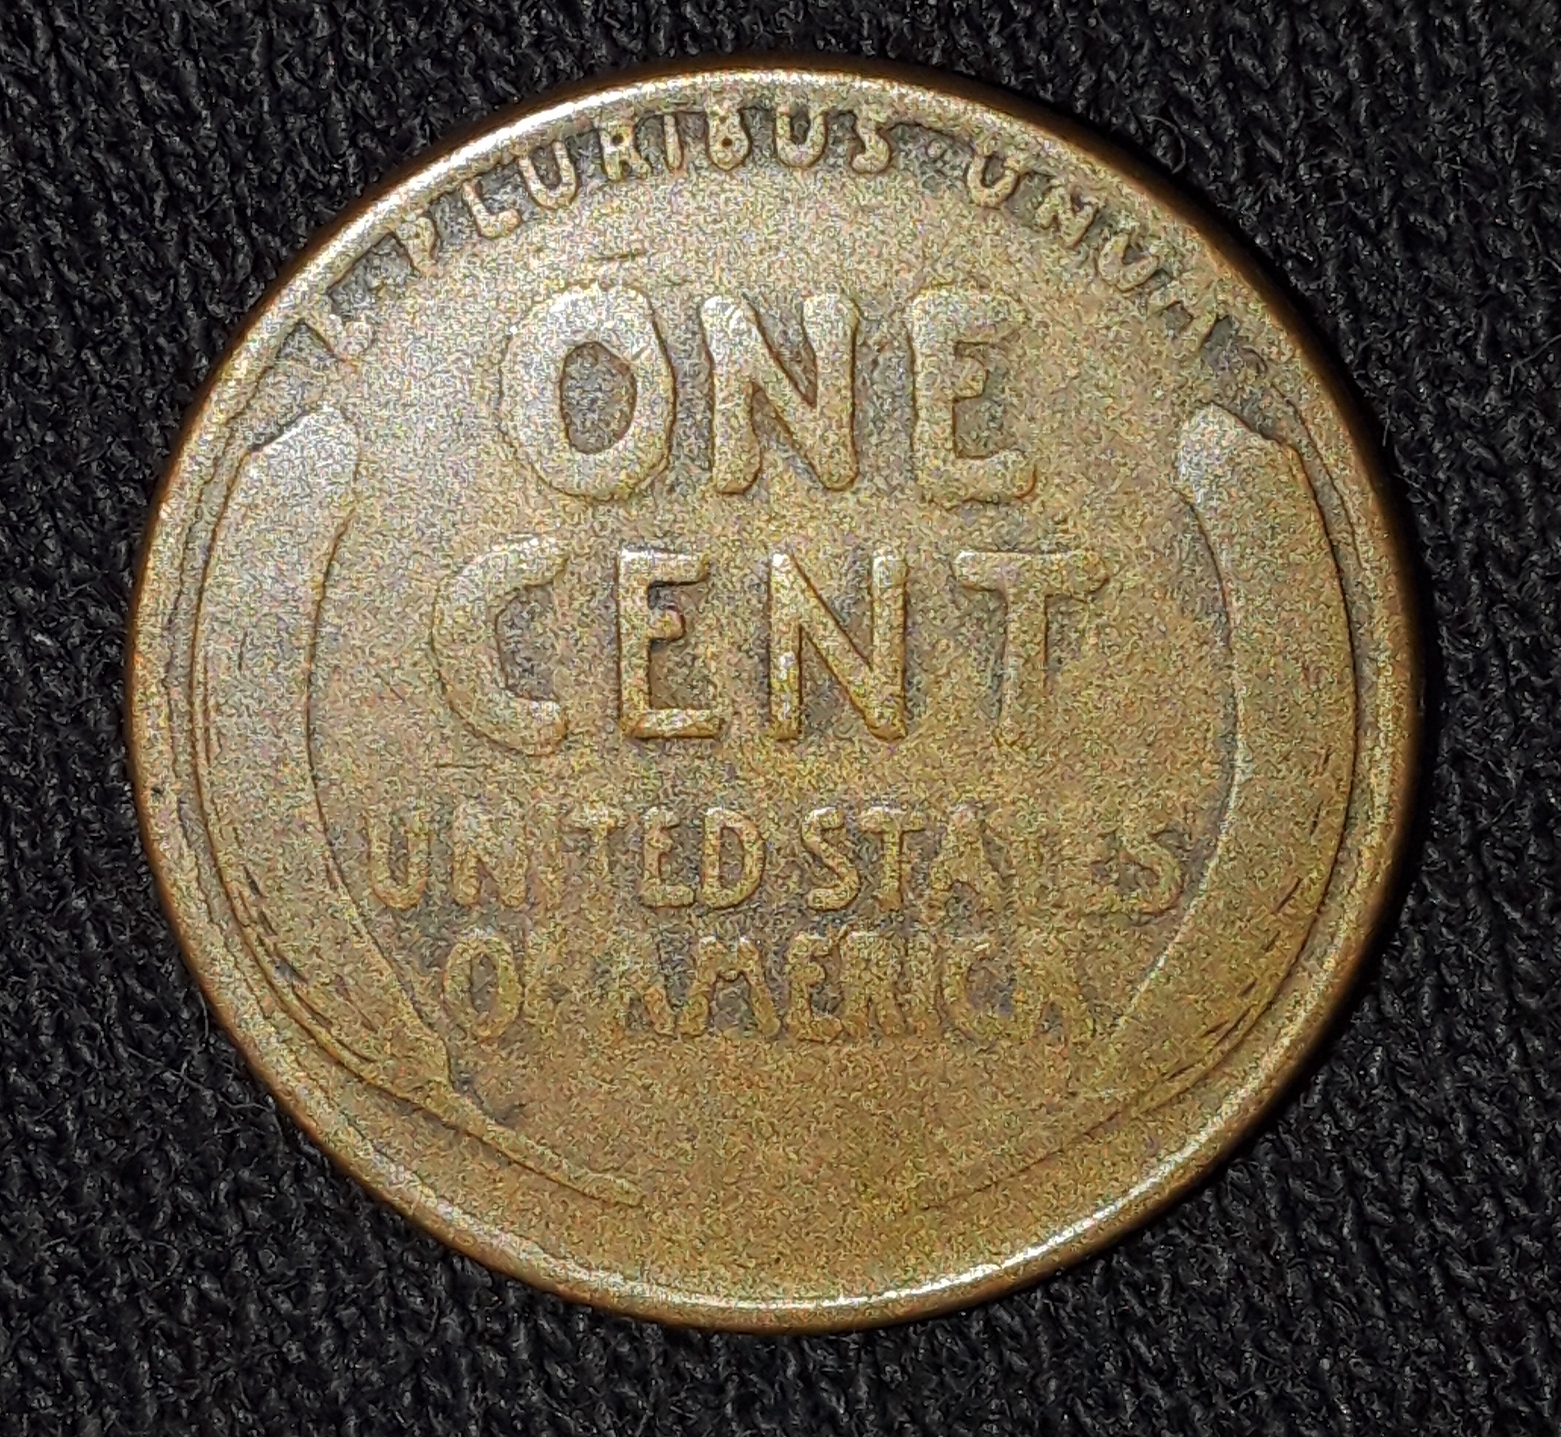 E · PLURIBUS · UNUM
ONE
CENT
UNITED STATES
OF AMERICA